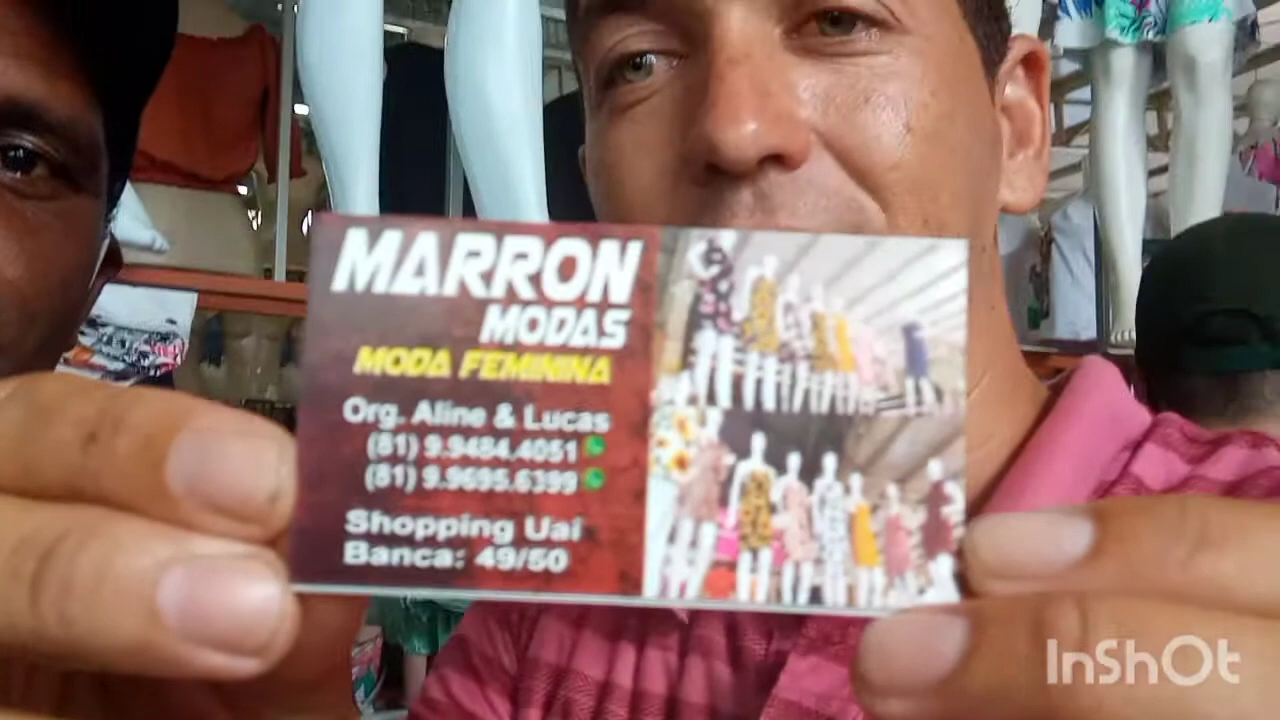 MARRON
MODAS
MODA FEMININA
Org. Aline & Lucas
(81) 9.9484.4051
(81) 9.9695.6399
Shopping Uai
Banca: 49/50
InShOt